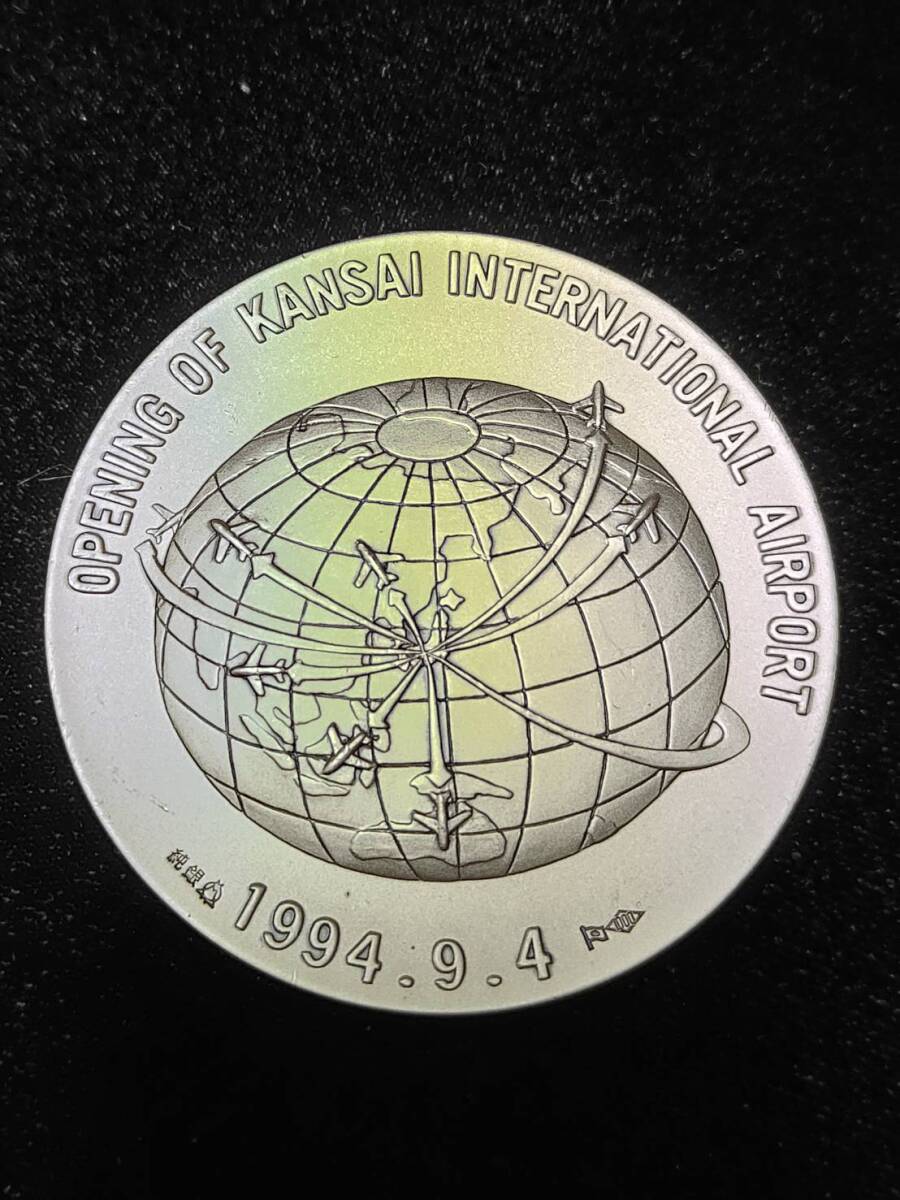 OPENING OF KANSAI INTERNATIONAL AIRPORT
純銀
1994.9.4